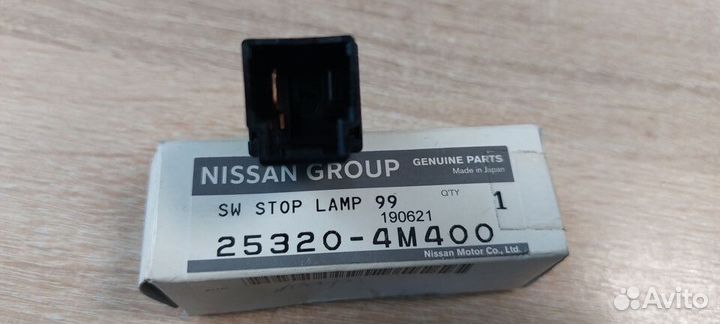 NISSAN GROUP GENUINE PARTS
Made in Japan
SW STOP LAMP 99 Q'TY 1
190621
25320-4M400
Nissan Motor Co., Ltd.
Avito